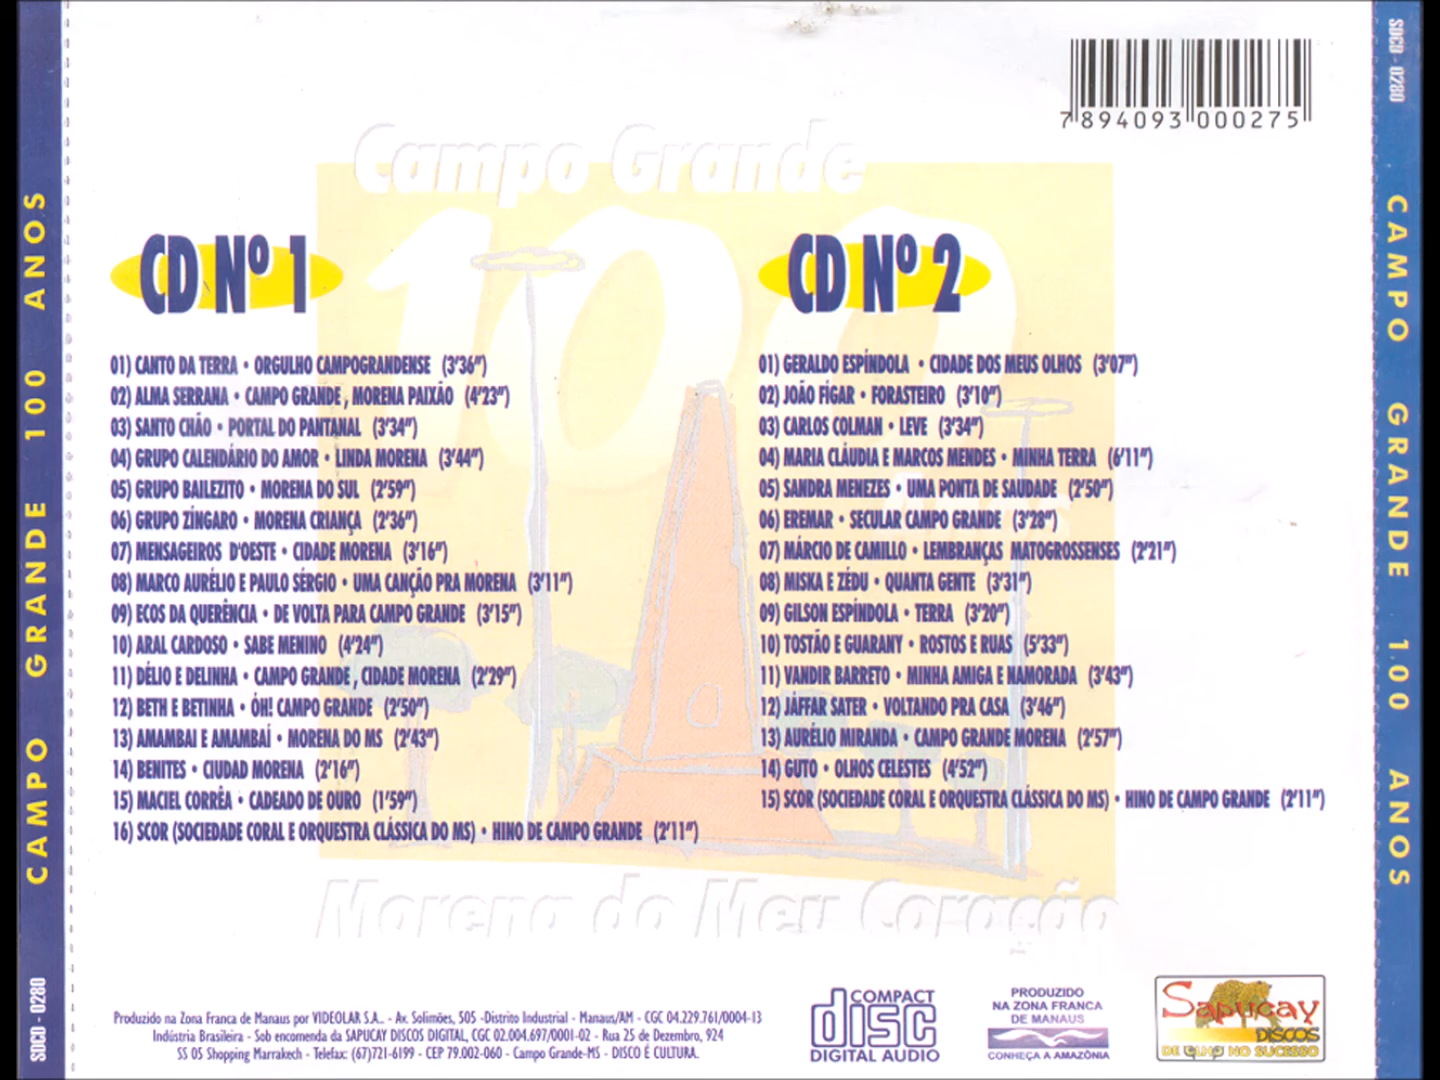 CAMPO GRANDE 100 ANOS
SDCD - 0280
7 894093 000275
Campo Grande
100
CD Nº 1
01) CANTO DA TERRA • ORGULHO CAMPOGRANDENSE (3'36")
02) ALMA SERRANA • CAMPO GRANDE , MORENA PAIXÃO (4'23")
03) SANTO CHÃO • PORTAL DO PANTANAL (3'34")
04) GRUPO CALENDÁRIO DO AMOR • LINDA MORENA (3'44")
05) GRUPO BAILEZITO • MORENA DO SUL (2'59")
06) GRUPO ZÍNGARO • MORENA CRIANÇA (2'36")
07) MENSAGEIROS D'OESTE • CIDADE MORENA (3'16")
08) MARCO AURÉLIO E PAULO SÉRGIO • UMA CANÇÃO PRA MORENA (3'11")
09) ECOS DA QUERÊNCIA • DE VOLTA PARA CAMPO GRANDE (3'15")
10) ARAL CARDOSO • SABE MENINO (4'24")
11) DÉLIO E DELINHA • CAMPO GRANDE , CIDADE MORENA (2'29")
12) BETH E BETINHA • ÓH! CAMPO GRANDE (2'50")
13) AMAMBAI E AMAMBAÍ • MORENA DO MS (2'43")
14) BENITES • CIUDAD MORENA (2'16")
15) MACIEL CORRÊA • CADEADO DE OURO (1'59")
16) SCOR (SOCIEDADE CORAL E ORQUESTRA CLÁSSICA DO MS) • HINO DE CAMPO GRANDE (2'11")
CD Nº 2
01) GERALDO ESPÍNDOLA • CIDADE DOS MEUS OLHOS (3'07")
02) JOÃO FÍGAR • FORASTEIRO (3'10")
03) CARLOS COLMAN • LEVE (3'34")
04) MARIA CLÁUDIA E MARCOS MENDES • MINHA TERRA (6'11")
05) SANDRA MENEZES • UMA PONTA DE SAUDADE (2'50")
06) EREMAR • SECULAR CAMPO GRANDE (3'28")
07) MÁRCIO DE CAMILLO • LEMBRANÇAS MATOGROSSENSES (2'21")
08) MISKA E ZÉDU • QUANTA GENTE (3'31")
09) GILSON ESPÍNDOLA • TERRA (3'20")
10) TOSTÃO E GUARANY • ROSTOS E RUAS (5'33")
11) VANDIR BARRETO • MINHA AMIGA E NAMORADA (3'43")
12) JÁFFAR SATER • VOLTANDO PRA CASA (3'46")
13) AURÉLIO MIRANDA • CAMPO GRANDE MORENA (2'57")
14) GUTO • OLHOS CELESTES (4'52")
15) SCOR (SOCIEDADE CORAL E ORQUESTRA CLÁSSICA DO MS) • HINO DE CAMPO GRANDE (2'11")
Morena do Meu Coração
Produzido na Zona Franca de Manaus por VIDEOLAR S.A.. - Av. Solimões, 505 -Distrito Industrial - Manaus/AM - CGC 04.229.761/0004-13
Indústria Brasileira - Sob encomenda da SAPUCAY DISCOS DIGITAL, CGC 02.004.697/0001-02 - Rua 25 de Dezembro, 924
SS 05 Shopping Marrakech - Telefax: (67)721-6199 - CEP 79.002-060 - Campo Grande-MS - DISCO É CULTURA.
COMPACT
disc
DIGITAL AUDIO
PRODUZIDO
NA ZONA FRANCA
DE MANAUS
CONHEÇA A AMAZÔNIA
Sapucay
DISCOS
DE OLHO NO SUCESSO
SDCD - 0280
CAMPO GRANDE 100 ANOS